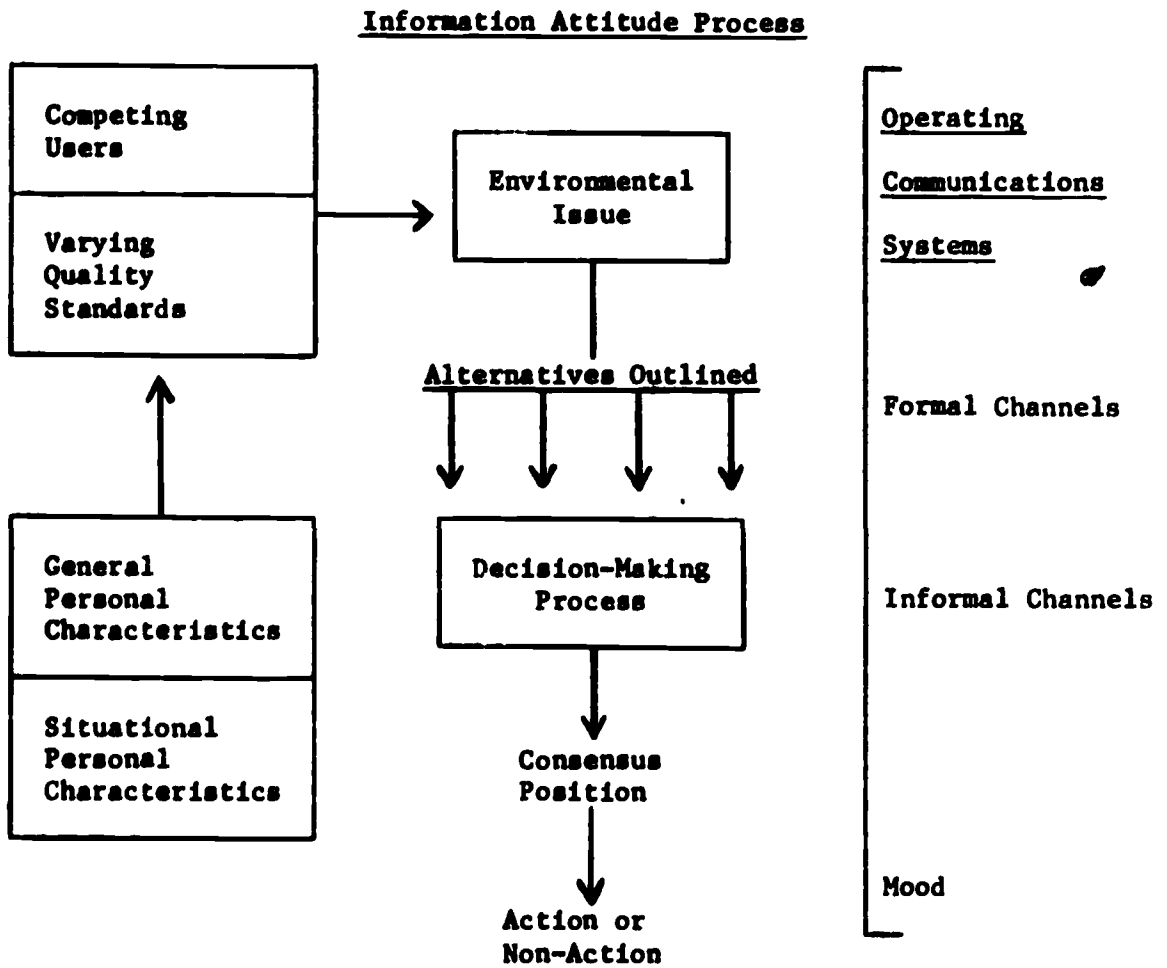 Information Attitude Process
Competing
Users
Varying
Quality
Standards
General
Personal
Characteristics
Situational
Personal
Characteristics
Environmental
Issue
Alternatives Outlined
Decision-Making
Process
Consensus
Position
Action or
Non-Action
Operating
Communications
Systems
Formal Channels
Informal Channels
Mood